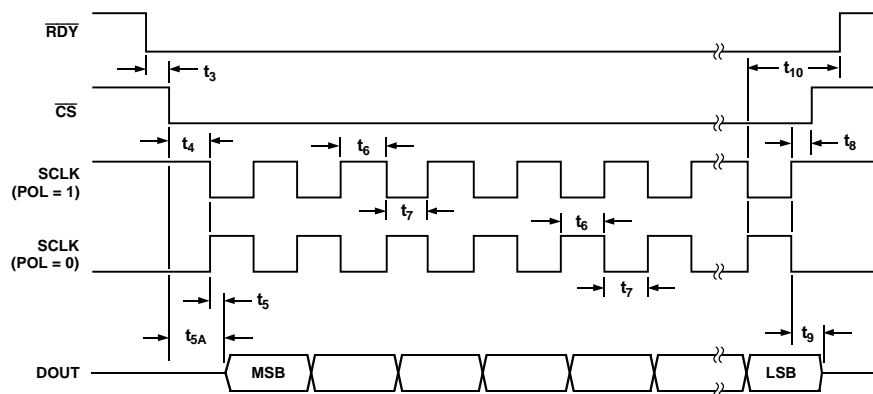 RDY
t3
t10
CS
t4
t6
t8
SCLK
(POL = 1)
t7
t6
SCLK
(POL = 0)
t7
t5
t5A
t9
DOUT
MSB
LSB